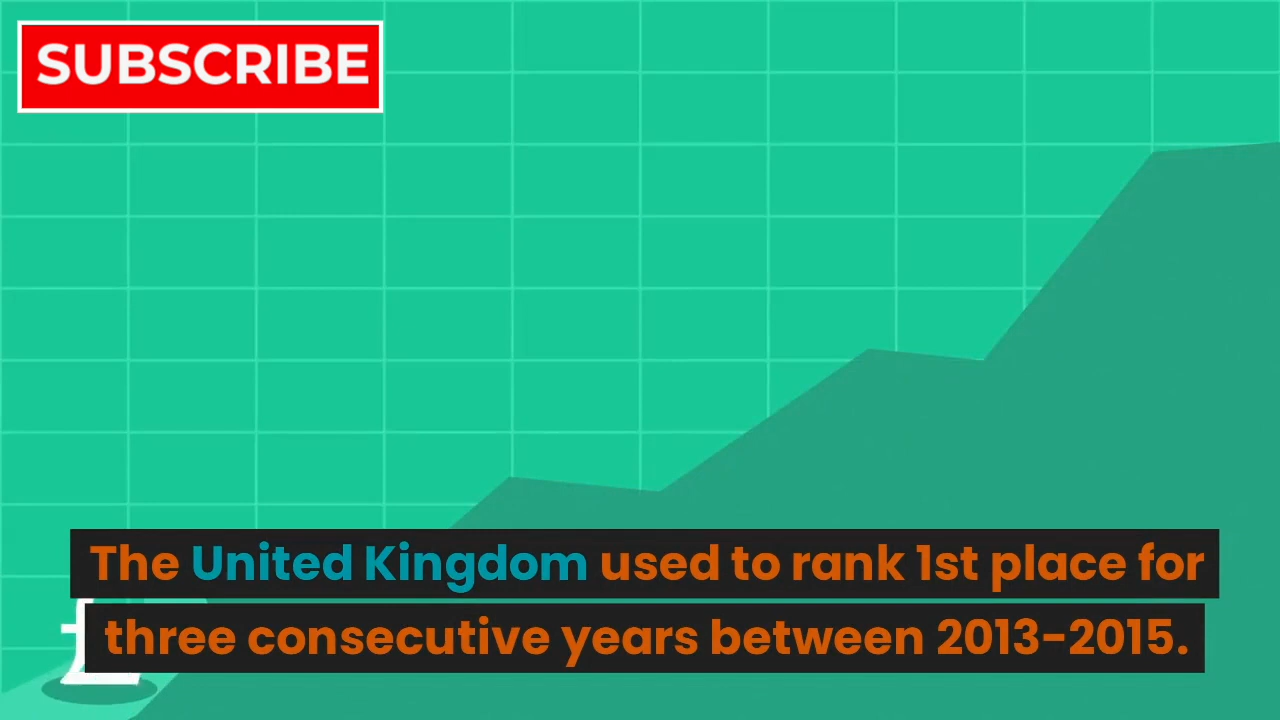 SUBSCRIBE
The United Kingdom used to rank 1st place for
three consecutive years between 2013-2015.
£